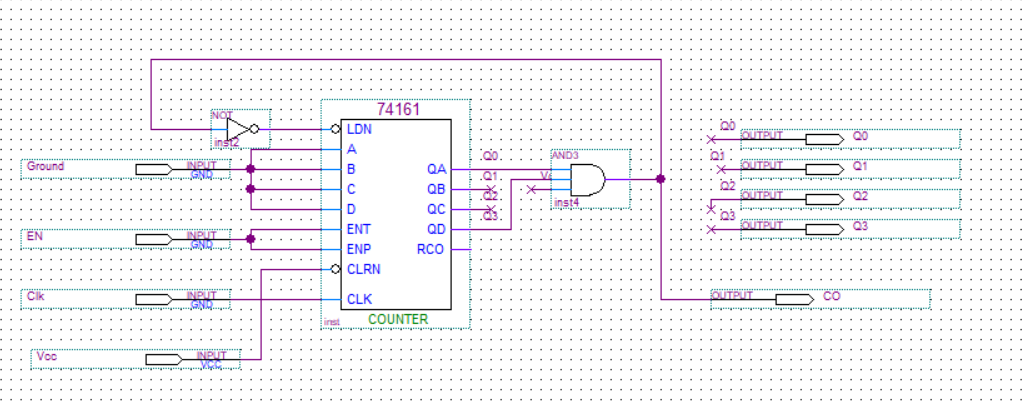 74161
COUNTER
inst
LDN
A
B
C
D
ENT
ENP
CLRN
CLK
QA
QB
QC
QD
RCO
NOT
inst2
Ground
INPUT
GND
EN
INPUT
GND
Clk
INPUT
GND
Vcc
INPUT
VCC
Q0
Q1
Q2
Q3
AND3
inst4
Q0
OUTPUT
Q0
Q1
OUTPUT
Q1
Q2
OUTPUT
Q2
Q3
OUTPUT
Q3
OUTPUT
CO